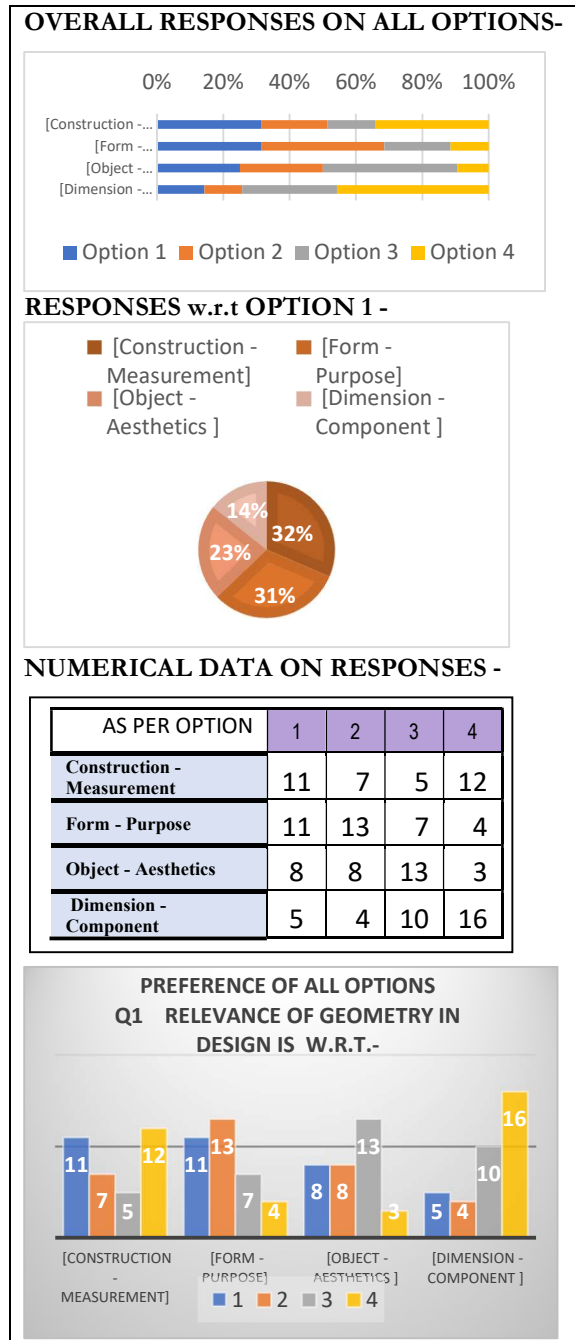 OVERALL RESPONSES ON ALL OPTIONS-
0% 20% 40% 60% 80% 100%
[Construction -...
[Form -...
[Object -...
[Dimension -...
Option 1 Option 2 Option 3 Option 4
RESPONSES w.r.t OPTION 1 -
[Construction - [Form -
Measurement] Purpose]
[Object - [Dimension -
Aesthetics ] Component ]
14% 32%
23%
31%
NUMERICAL DATA ON RESPONSES -
AS PER OPTION 1 2 3 4
Construction -
Measurement 11 7 5 12
Form - Purpose 11 13 7 4
Object - Aesthetics 8 8 13 3
Dimension -
Component 5 4 10 16
PREFERENCE OF ALL OPTIONS
Q1 RELEVANCE OF GEOMETRY IN
DESIGN IS W.R.T.-
11 7 5 12 11 13 7 4 8 8 13 3 5 4 10 16
[CONSTRUCTION [FORM - [OBJECT - [DIMENSION -
- PURPOSE] AESTHETICS ] COMPONENT ]
MEASUREMENT]
1 2 3 4